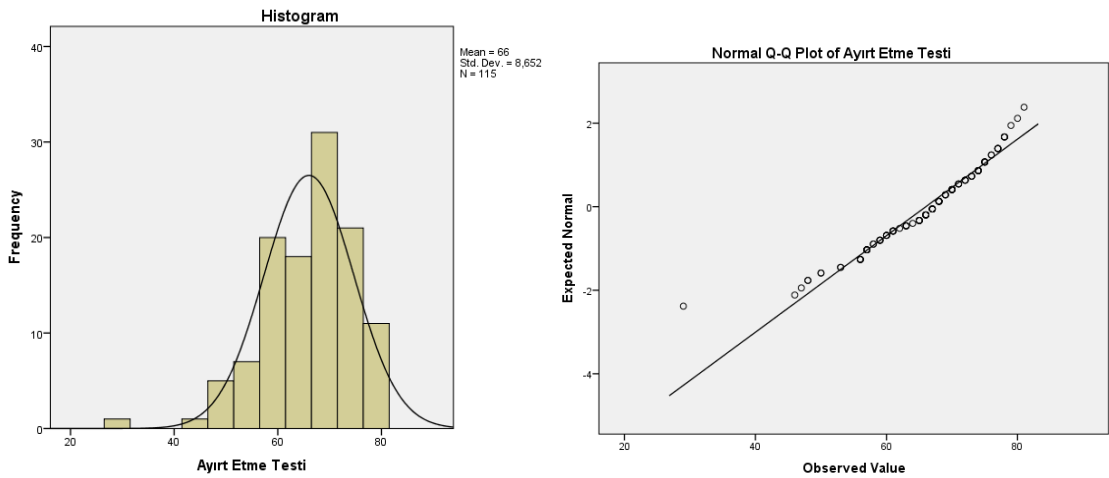 Histogram
Mean = 66
Std. Dev. = 8,652
N = 115
Frequency
40
30
20
10
0
20 40 60 80
Ayırt Etme Testi
Normal Q-Q Plot of Ayırt Etme Testi
Expected Normal
2
0
-2
-4
20 40 60 80
Observed Value